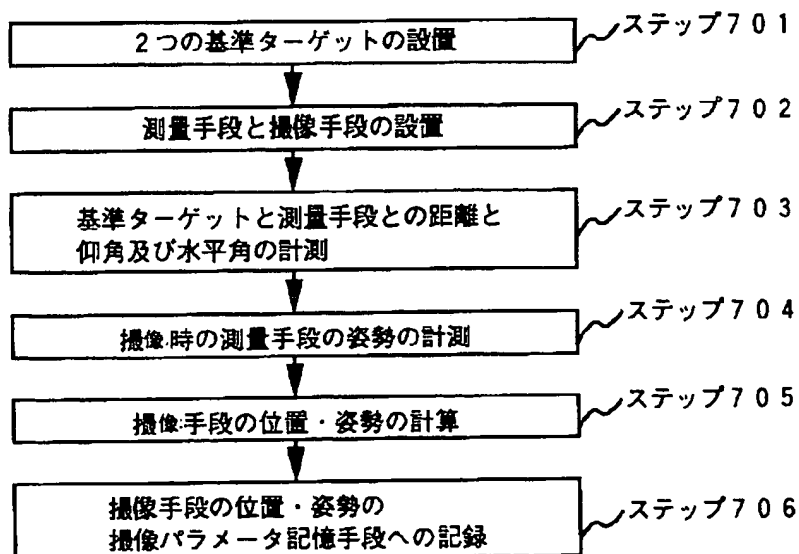 2つの基準ターゲットの設置
ステップ701
測量手段と撮像手段の設置
ステップ702
基準ターゲットと測量手段との距離と
仰角及び水平角の計測
ステップ703
撮像時の測量手段の姿勢の計測
ステップ704
撮像手段の位置・姿勢の計算
ステップ705
撮像手段の位置・姿勢の
撮像パラメータ記憶手段への記録
ステップ706